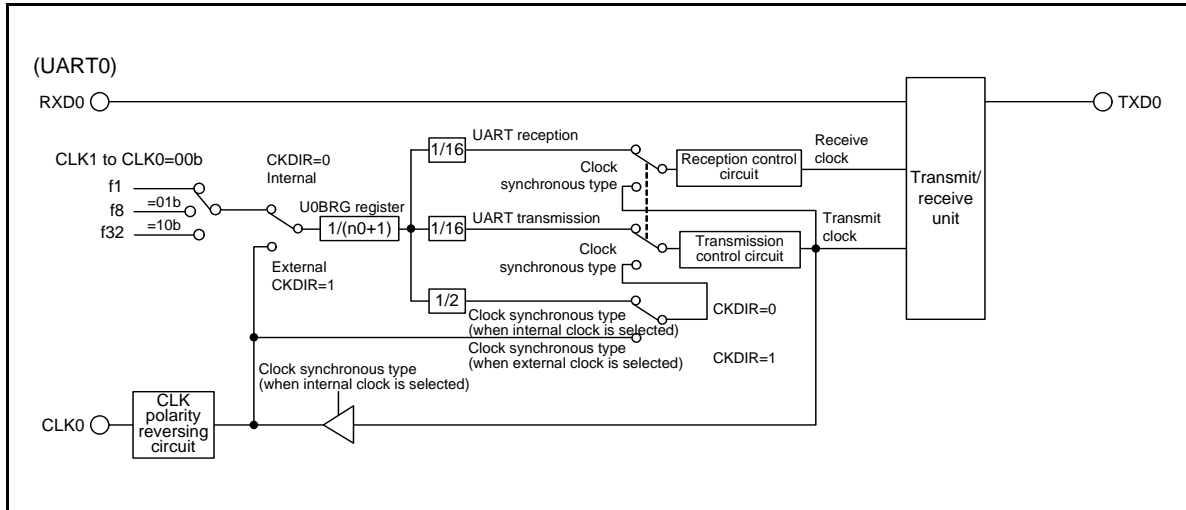 (UART0)
RXD0
TXD0
CLK1 to CLK0=00b
f1
f8
=01b
f32
=10b
CKDIR=0
Internal
External
CKDIR=1
U0BRG register
1/(n0+1)
1/16
UART reception
Clock
synchronous type
Reception control
circuit
Receive
clock
1/16
UART transmission
Clock
synchronous type
Transmission
control circuit
Transmit
clock
Transmit/
receive
unit
1/2
Clock synchronous type
(when internal clock is selected)
CKDIR=0
Clock synchronous type
(when external clock is selected)
CKDIR=1
Clock synchronous type
(when internal clock is selected)
CLK0
CLK
polarity
reversing
circuit